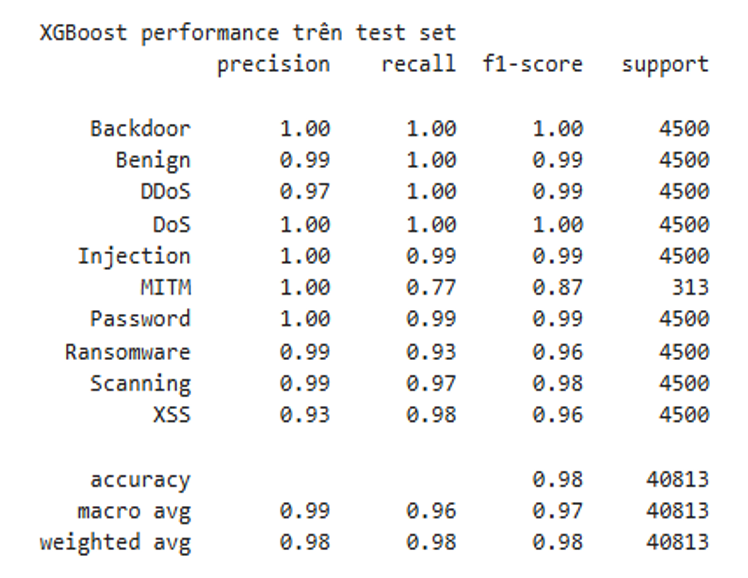 XGBoost performance trên test set
precision recall f1-score support
Backdoor 1.00 1.00 1.00 4500
Benign 0.99 1.00 0.99 4500
DDoS 0.97 1.00 0.99 4500
DoS 1.00 1.00 1.00 4500
Injection 1.00 0.99 0.99 4500
MITM 1.00 0.77 0.87 313
Password 1.00 0.99 0.99 4500
Ransomware 0.99 0.93 0.96 4500
Scanning 0.99 0.97 0.98 4500
XSS 0.93 0.98 0.96 4500
accuracy 0.98 40813
macro avg 0.99 0.96 0.97 40813
weighted avg 0.98 0.98 0.98 40813